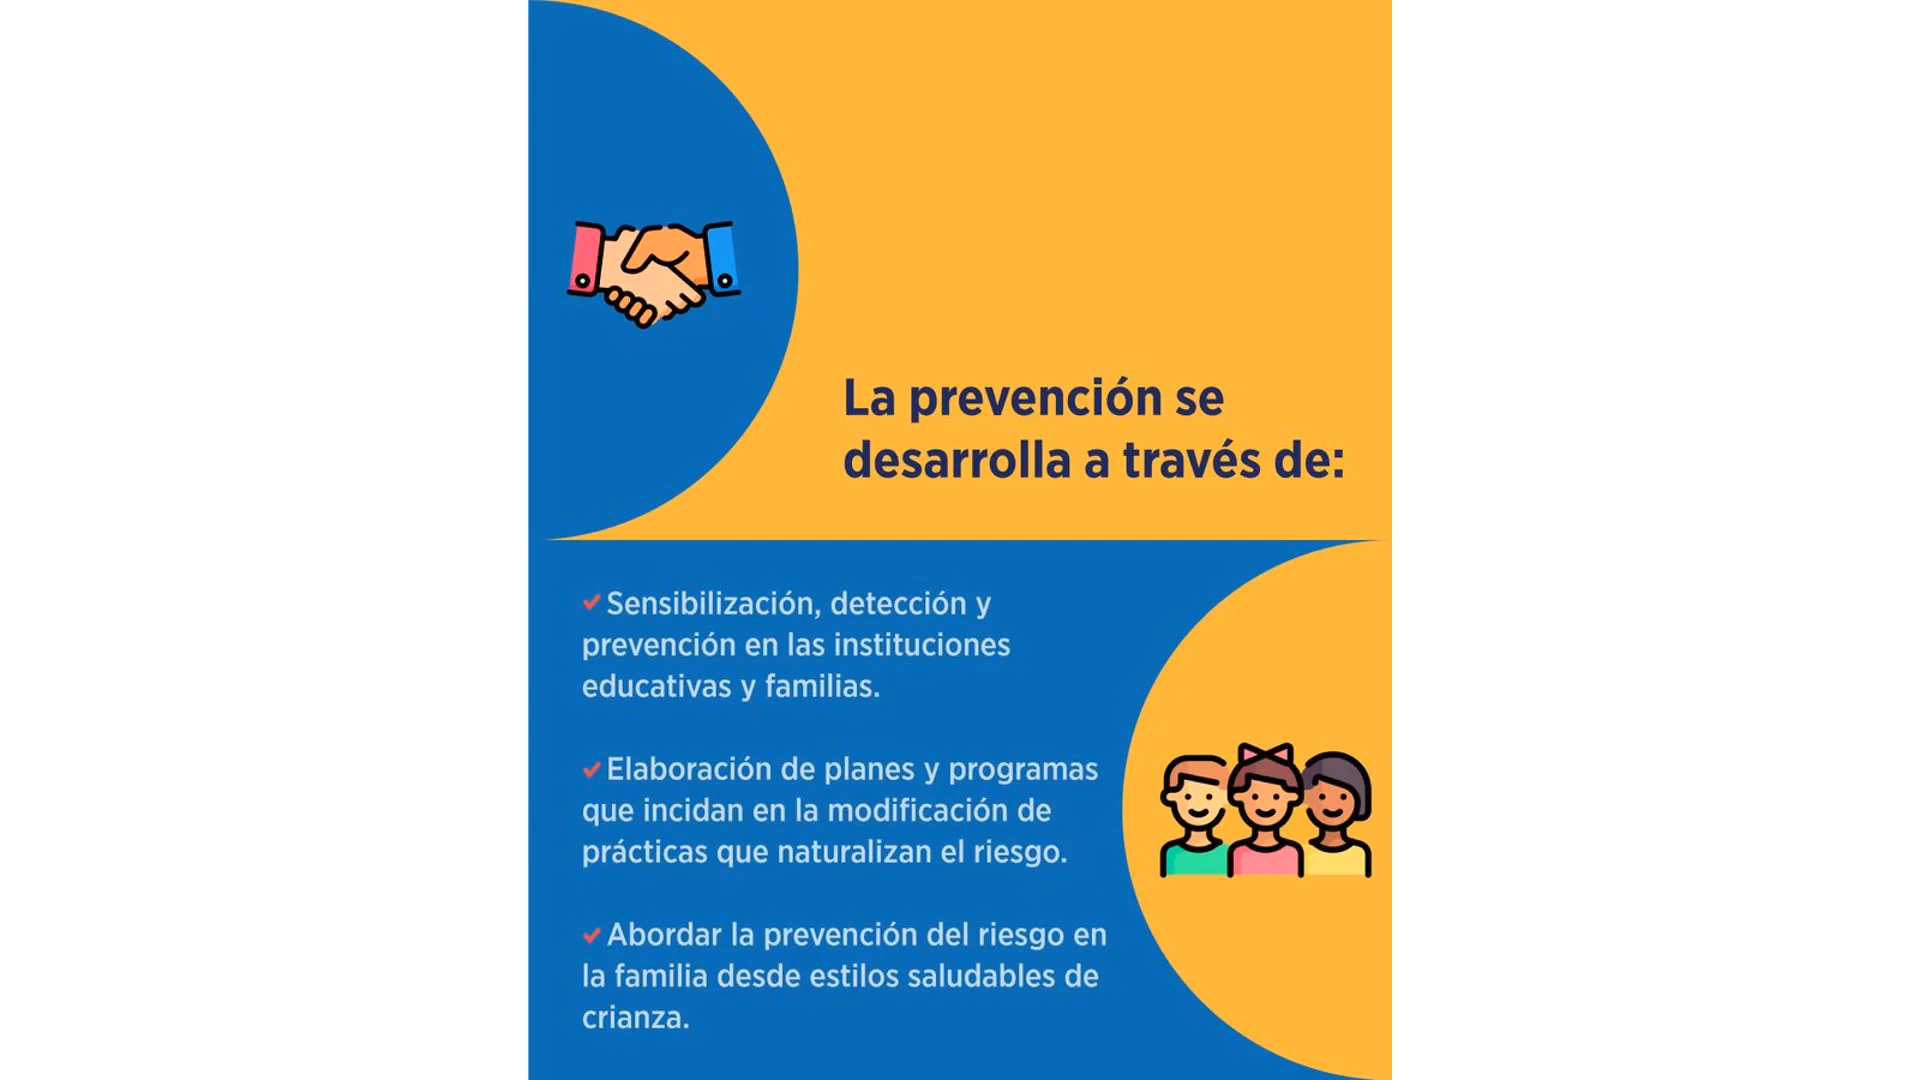 La prevención se
desarrolla a través de:
Sensibilización, detección y
prevención en las instituciones
educativas y familias.
Elaboración de planes y programas
que incidan en la modificación de
prácticas que naturalizan el riesgo.
Abordar la prevención del riesgo en
la familia desde estilos saludables de
crianza.